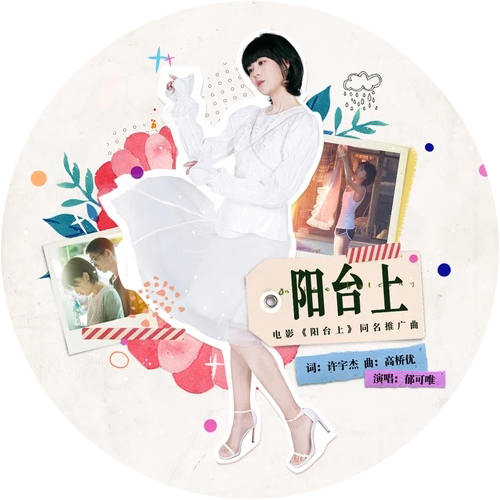 阳台上
电影《阳台上》同名推广曲
词：许宇杰 曲：高桥优
演唱：郁可唯